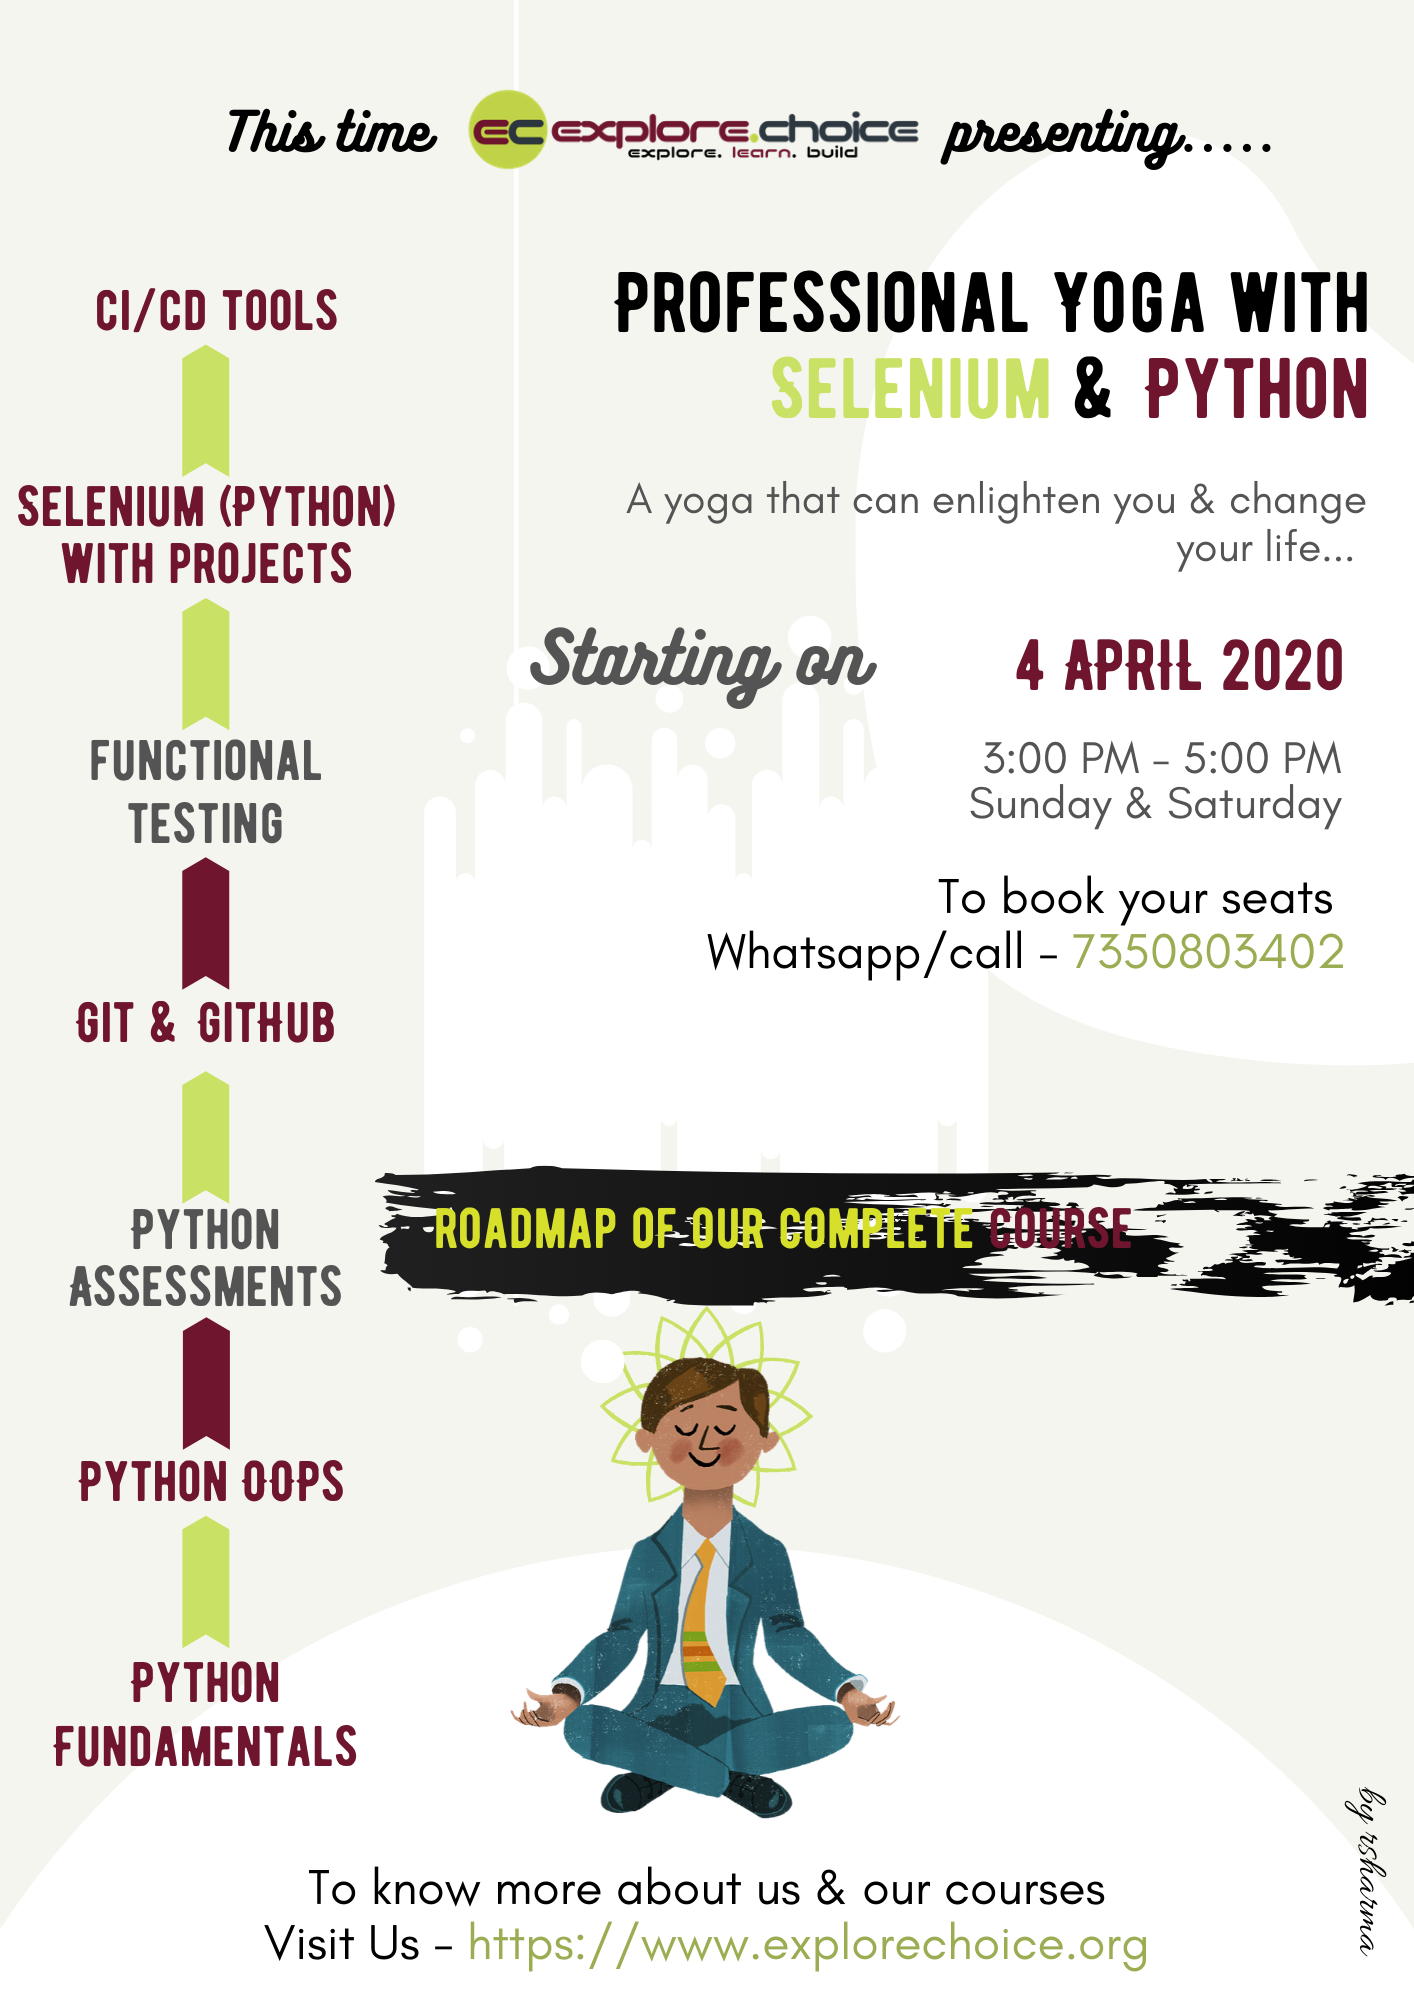 This time EC explore.choice presenting.....
explore. learn. build
PROFESSIONAL YOGA WITH
SELENIUM & PYTHON
A yoga that can enlighten you & change
your life...
Starting on 4 APRIL 2020
3:00 PM - 5:00 PM
Sunday & Saturday
To book your seats
Whatsapp/call - 7350803402
CI/CD TOOLS
SELENIUM (PYTHON)
WITH PROJECTS
FUNCTIONAL
TESTING
GIT & GITHUB
PYTHON
ASSESSMENTS
PYTHON OOPS
PYTHON
FUNDAMENTALS
ROADMAP OF OUR COMPLETE COURSE
To know more about us & our courses
Visit Us - https://www.explorechoice.org
by rsharma